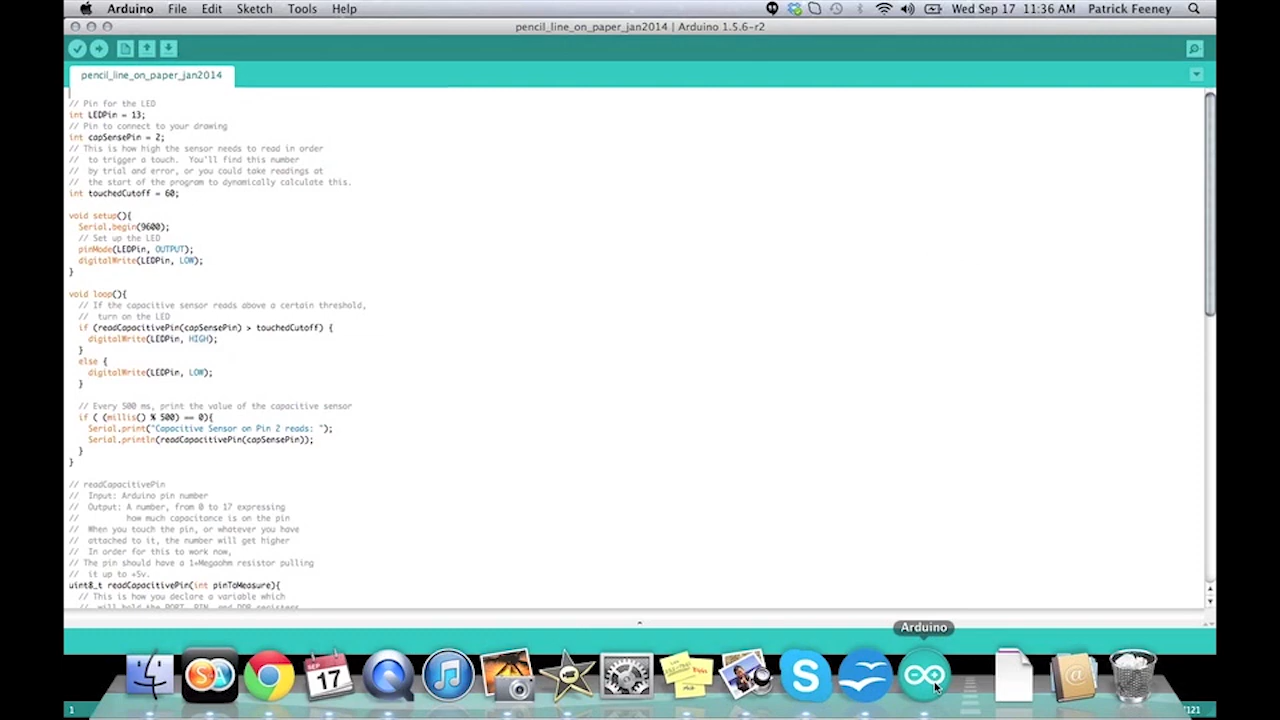 Arduino File Edit Sketch Tools Help Wed Sep 17 11:36 AM Patrick Feeney
pencil_line_on_paper_jan2014 | Arduino 1.5.6-r2
pencil_line_on_paper_jan2014
// Pin for the LED
int LEDPin = 13;
// Pin to connect to your drawing
int capSensePin = 2;
// This is how high the sensor needs to read in order
// to trigger a touch. You'll find this number
// by trial and error, or you could take readings at
// the start of the program to dynamically calculate this.
int touchedCutoff = 60;
void setup(){
Serial.begin(9600);
// Set up the LED
pinMode(LEDPin, OUTPUT);
digitalWrite(LEDPin, LOW);
}
void loop(){
// If the capacitive sensor reads above a certain threshold,
// turn on the LED
if (readCapacitivePin(capSensePin) > touchedCutoff) {
digitalWrite(LEDPin, HIGH);
}
else {
digitalWrite(LEDPin, LOW);
}
// Every 500 ms, print the value of the capacitive sensor
if ( (millis() % 500) == 0){
Serial.print("Capacitive Sensor on Pin 2 reads: ");
Serial.println(readCapacitivePin(capSensePin));
}
}
// readCapacitivePin
// Input: Arduino pin number
// Output: A number, from 0 to 17 expressing
// how much capacitance is on the pin
// When you touch the pin, or whatever you have
// attached to it, the number will get higher
// In order for this to work now,
// The pin should have a 1+Megaohm resistor pulling
// it up to +5v.
uint8_t readCapacitivePin(int pinToMeasure){
// This is how you declare a variable which
// will hold the PORT, PIN, and DDR registers
Arduino
SEP
17
1
/121